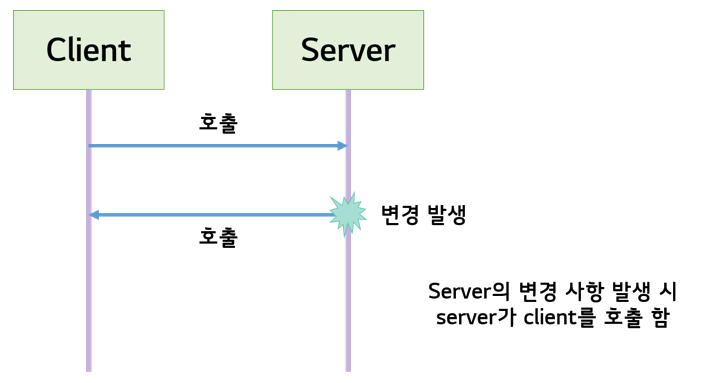 Client
Server
호출
변경 발생
호출
Server의 변경 사항 발생 시
server가 client를 호출 함